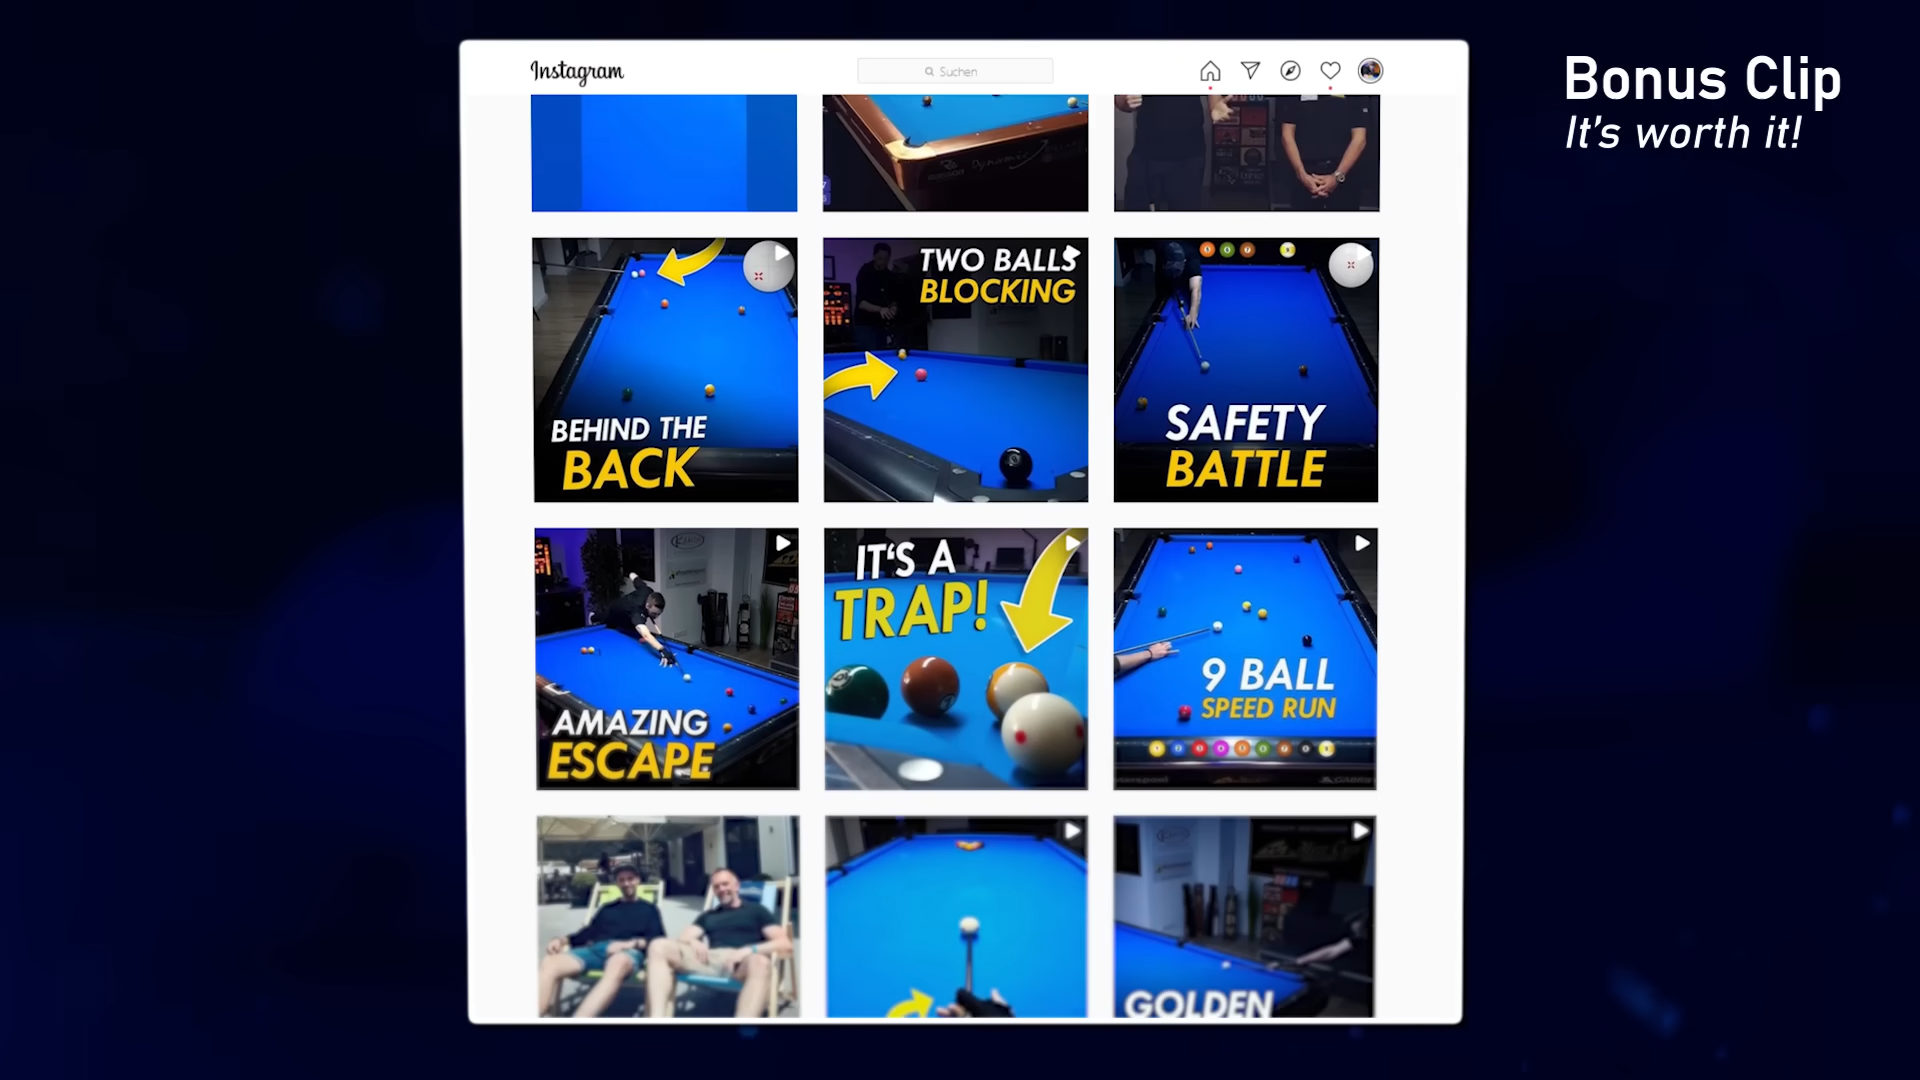 Instagram
Suchen
Bonus Clip
It's worth it!
Dynamix
BEHIND THE
BACK
TWO BALLS
BLOCKING
SAFETY
BATTLE
AMAZING
ESCAPE
IT'S A
TRAP!
9 BALL
SPEED RUN
GOLDEN